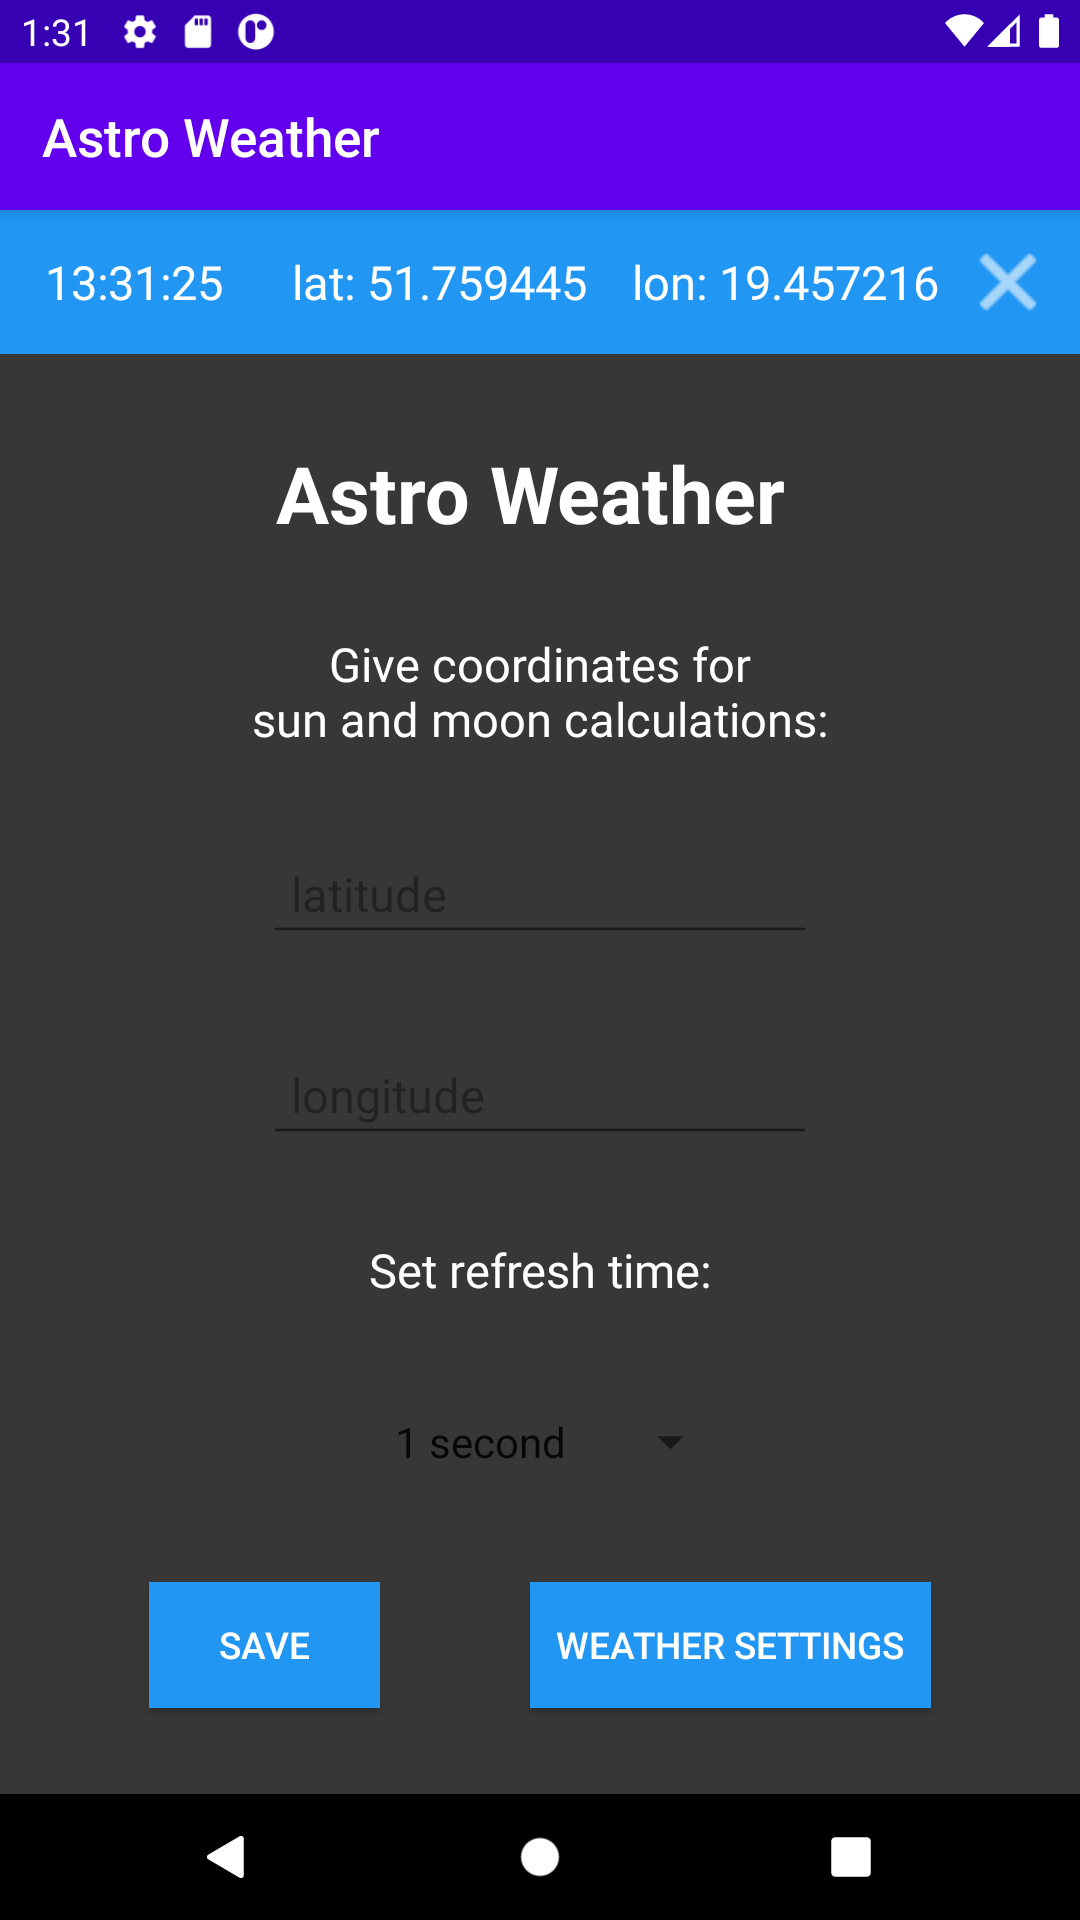 1:31
Astro Weather
13:31:25 lat: 51.759445 lon: 19.457216
Astro Weather
Give coordinates for
sun and moon calculations:
latitude
longitude
Set refresh time:
1 second
SAVE WEATHER SETTINGS